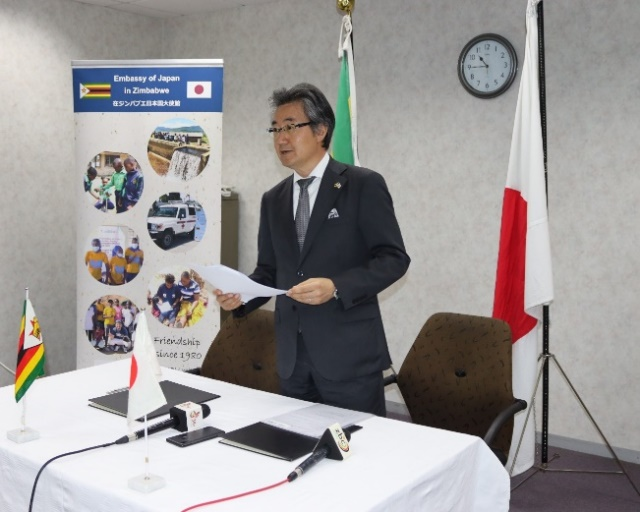 Embassy of Japan
in Zimbabwe
在ジンバブエ日本国大使館
Friendship
since 1980
zbc